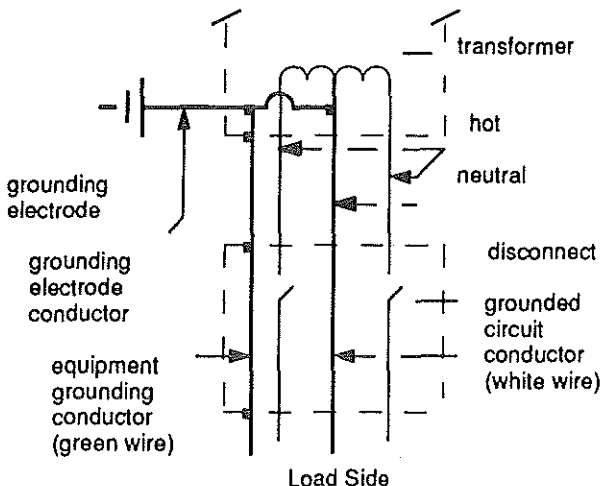 transformer
hot
neutral
grounding
electrode
grounding
electrode
conductor
disconnect
grounded
circuit
conductor
(white wire)
equipment
grounding
conductor
(green wire)
Load Side